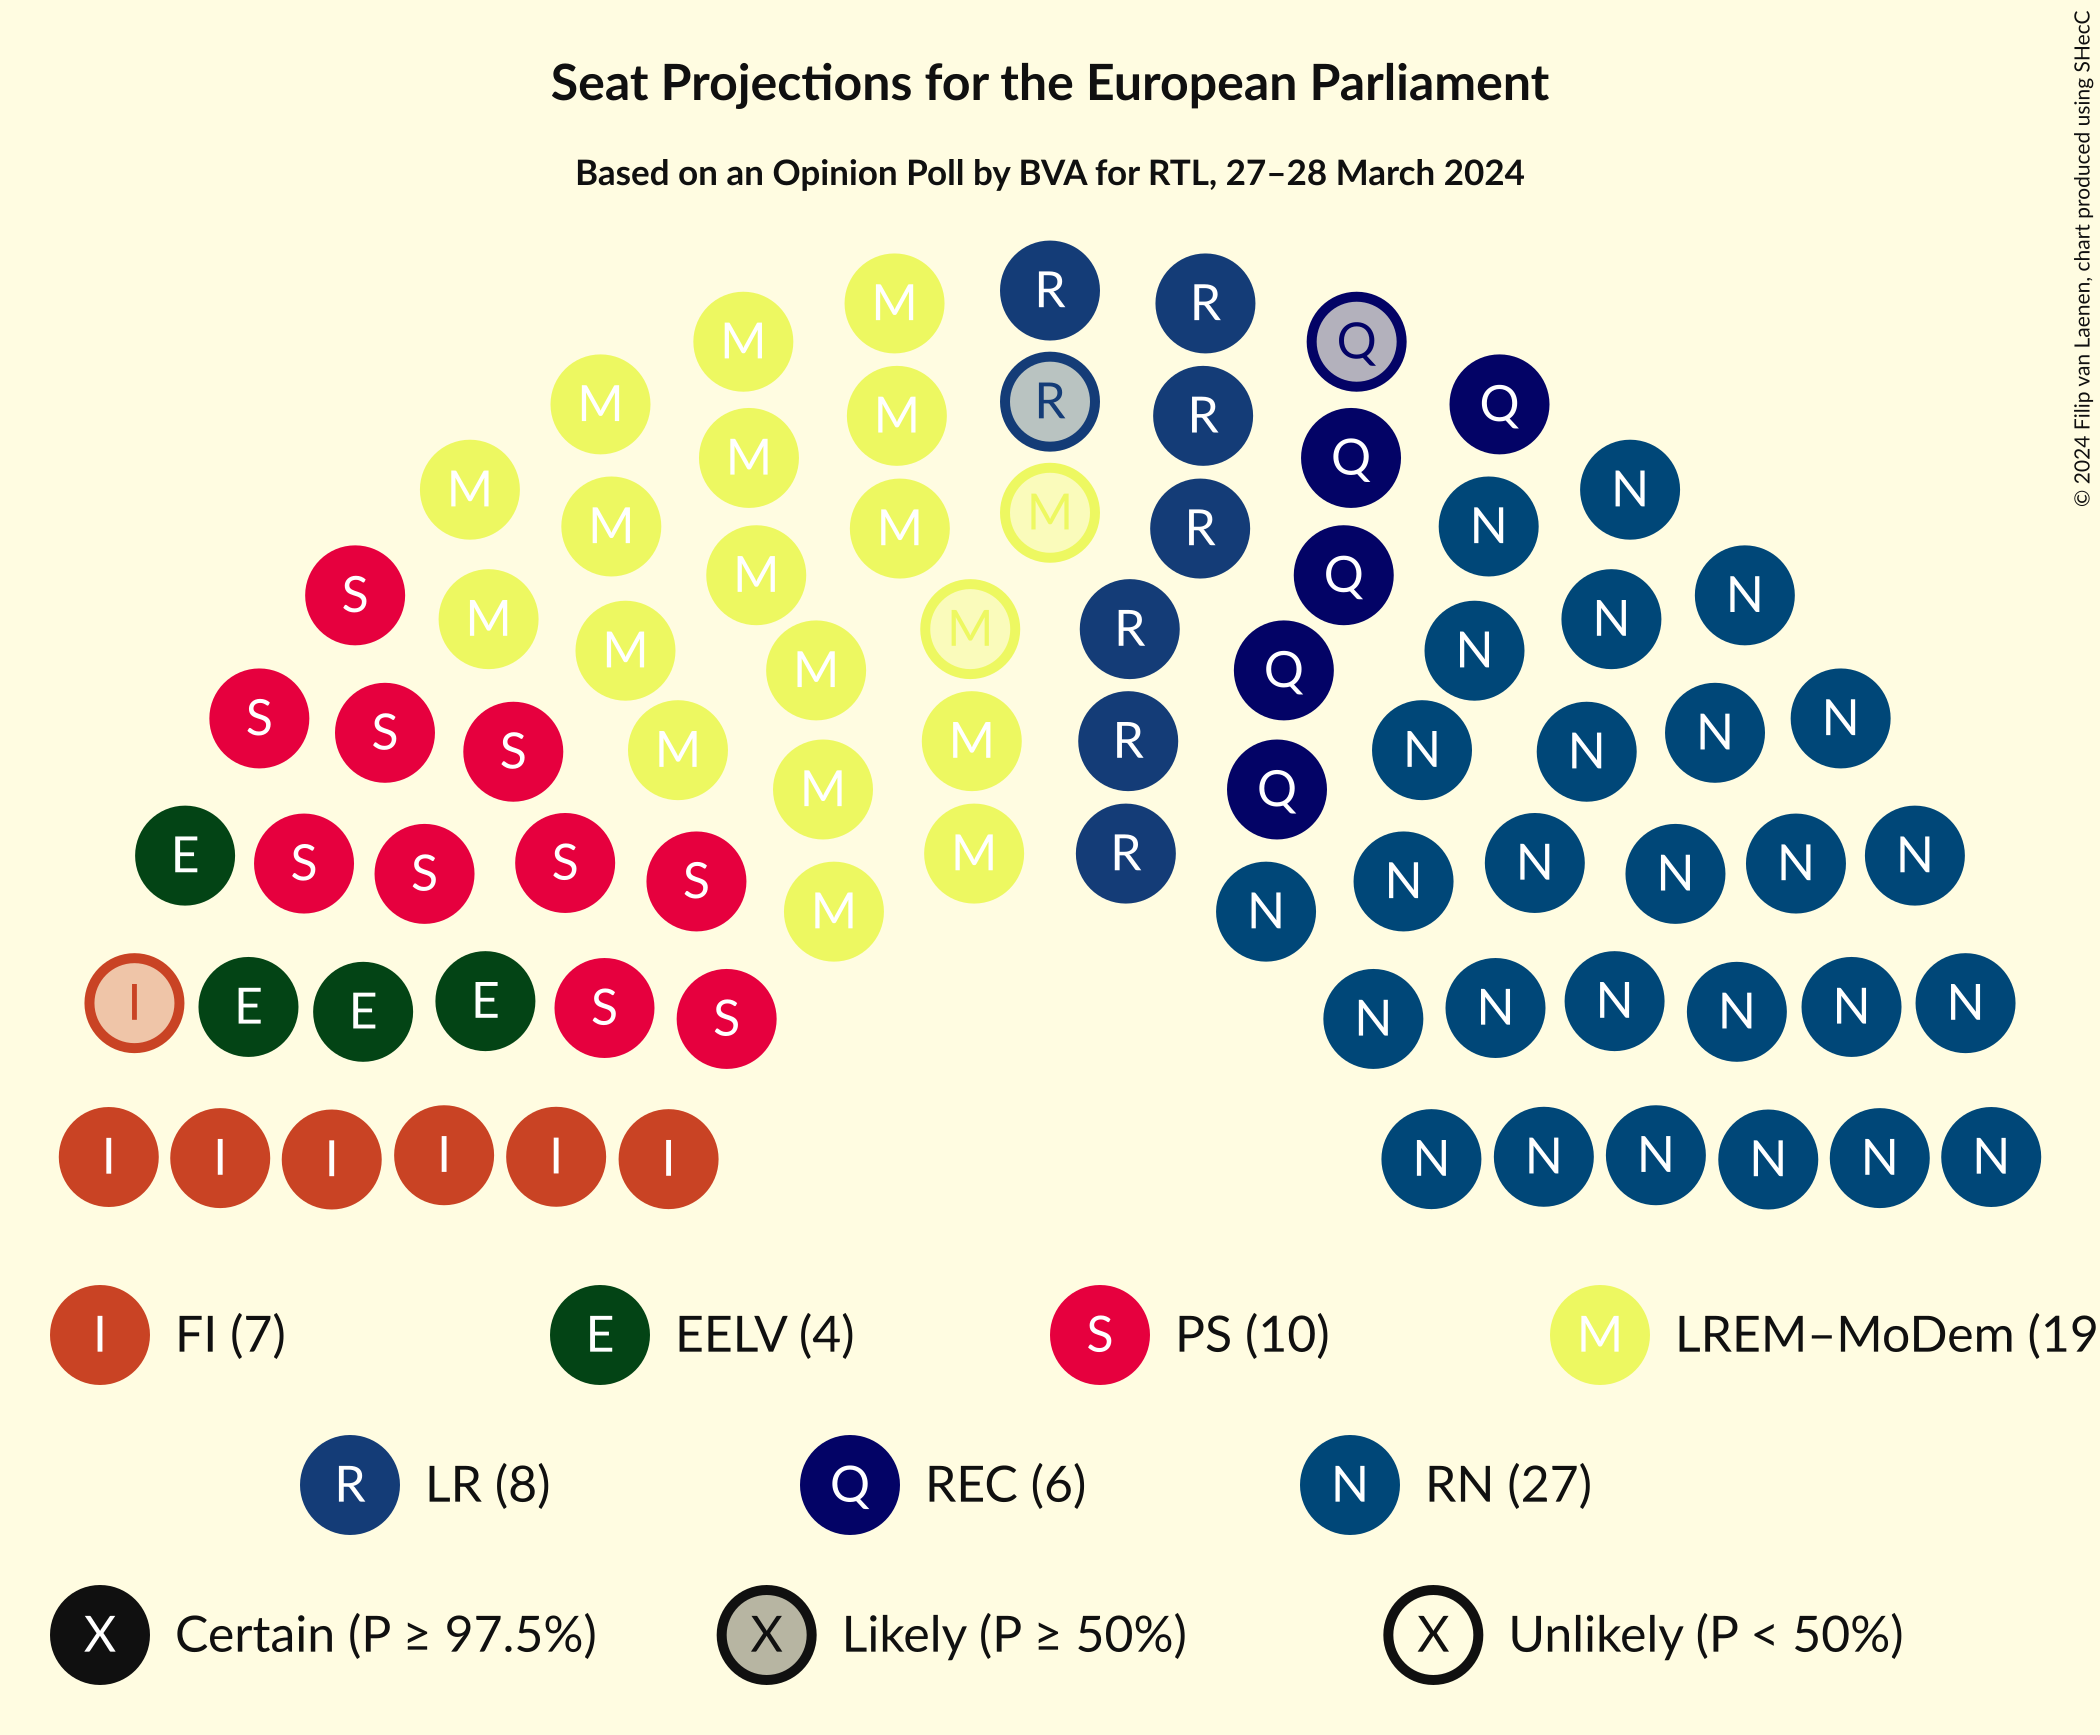 Seat Projections for the European Parliament
Based on an Opinion Poll by BVA for RTL, 27–28 March 2024
© 2024 Filip van Laenen, chart produced using SHecC
R
M R
M Q
R
M Q
M R
Q
M M
N
M R
M N
Q
S N
M N
M R
M N
M Q
S N
S N
M R
M N
S N
M Q
M R
E N
S N
S N
S N
S N
M N
I E E E S S N N N N N N
I I I I I I N N N N N N
I FI (7) E EELV (4) S PS (10) M LREM–MoDem (19
R LR (8) Q REC (6) N RN (27)
X Certain (P ≥ 97.5%) X Likely (P ≥ 50%) X Unlikely (P < 50%)